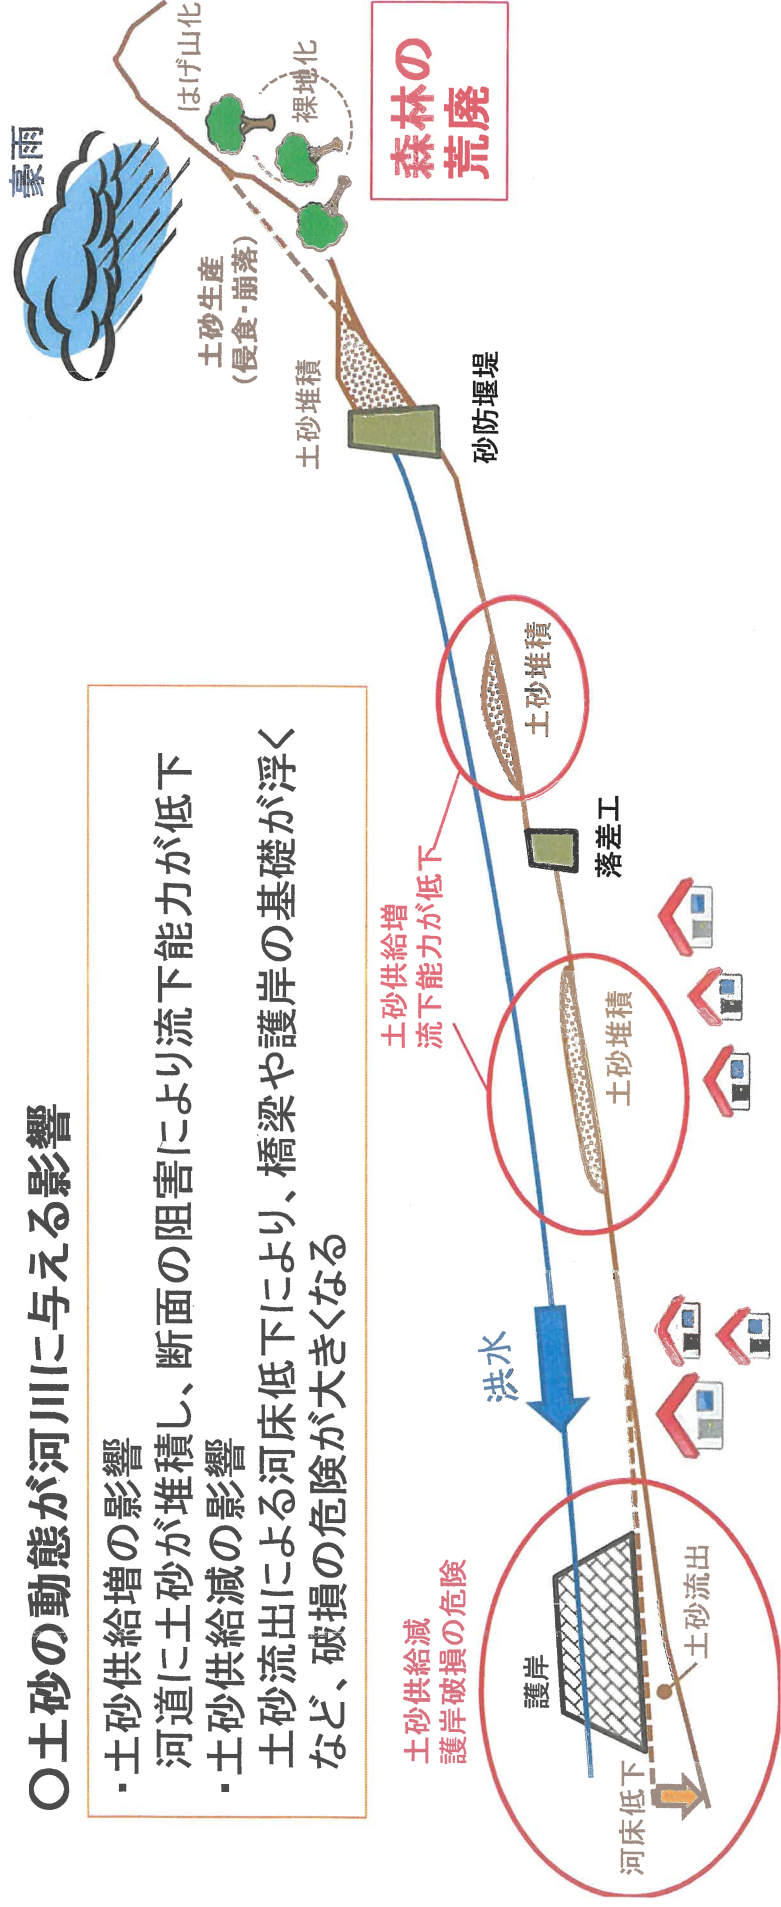 〇土砂の動態が河川に与える影響
・土砂供給増の影響
河道に土砂が堆積し、断面の阻害により流下能力が低下
・土砂供給減の影響
土砂流出による河床低下により、橋梁や護岸の基礎が浮く
など、破損の危険が大きくなる
豪雨
はげ山化
裸地化
森林の
荒廃
土砂生産
(侵食・崩落)
土砂堆積
砂防堰堤
土砂堆積
土砂供給増
流下能力が低下
落差工
土砂堆積
洪水
土砂供給減
護岸破損の危険
護岸
土砂流出
河床低下